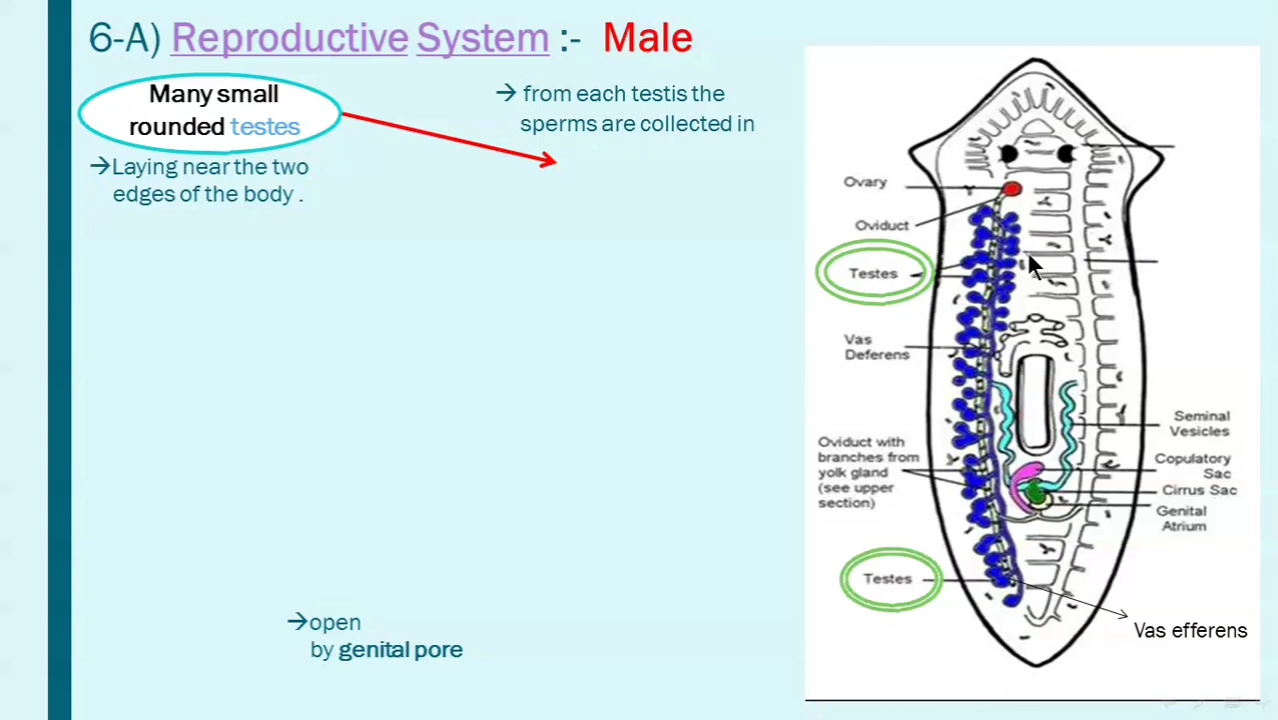 6-A) Reproductive System :- Male
Many small
rounded testes
→Laying near the two
edges of the body .
→ from each testis the
sperms are collected in
→open
by genital pore
Ovary
Oviduct
Testes
Vas
Deferens
Oviduct with
branches from
yolk gland
(see upper
section)
Testes
Seminal
Vesicles
Copulatory
Sac
Cirrus Sac
Genital
Atrium
Vas efferens